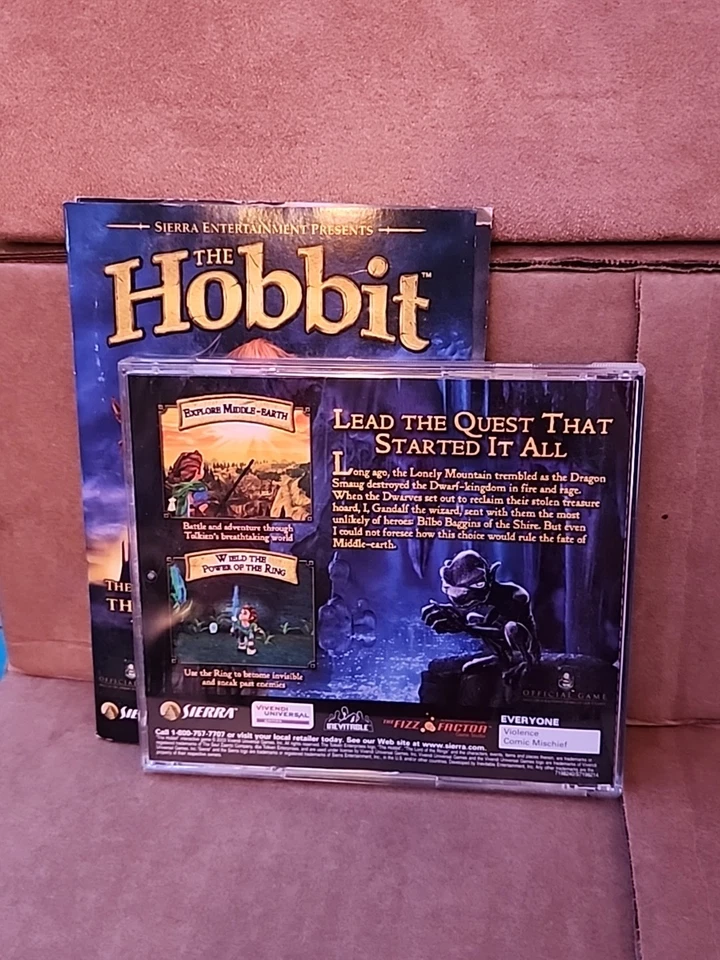 SIERRA ENTERTAINMENT PRESENTS
THE
Hobbit™
EXPLORE MIDDLE-EARTH
Battle and adventure through
Tolkien's breathtaking world
WIELD THE
POWER OF THE RING
Use the Ring to become invisible
and sneak past enemies
LEAD THE QUEST THAT
STARTED IT ALL
Long ago, the Lonely Mountain trembled as the Dragon
Smaug destroyed the Dwarf-kingdom in fire and rage.
When the Dwarves set out to reclaim their stolen treasure
hoard, I, Gandalf the wizard, sent with them the most
unlikely of heroes: Bilbo Baggins of the Shire. But even
I could not foresee how this choice would rule the fate of
Middle-earth.
THE
TH
OFFICIAL
OFFICIAL GAME
SIE
SIERRA
VIVENDI
UNIVERSAL
INEVITABLE
THE FIZZ FACTOR
EVERYONE
Violence
Comic Mischief
Call 1-800-757-7707 or visit your local retailer today. See our Web site at www.sierra.com.